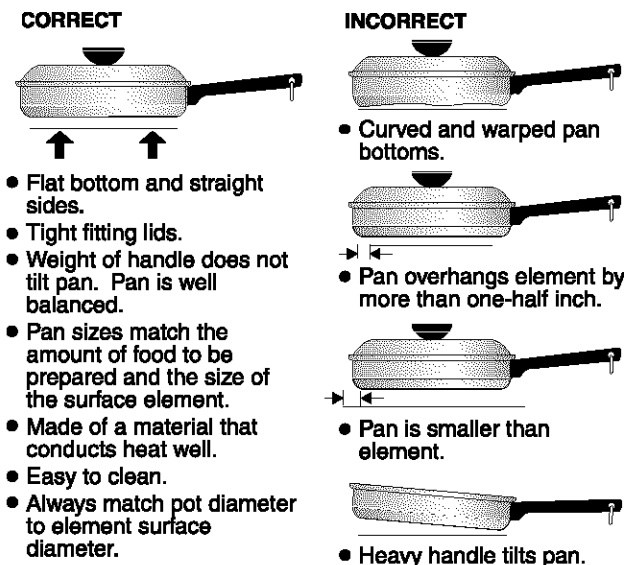 CORRECT
● Flat bottom and straight
sides.
● Tight fitting lids.
● Weight of handle does not
tilt pan. Pan is well
balanced.
● Pan sizes match the
amount of food to be
prepared and the size of
the surface element.
● Made of a material that
conducts heat well.
● Easy to clean.
● Always match pot diameter
to element surface
diameter.
INCORRECT
● Curved and warped pan
bottoms.
● Pan overhangs element by
more than one-half inch.
● Pan is smaller than
element.
● Heavy handle tilts pan.